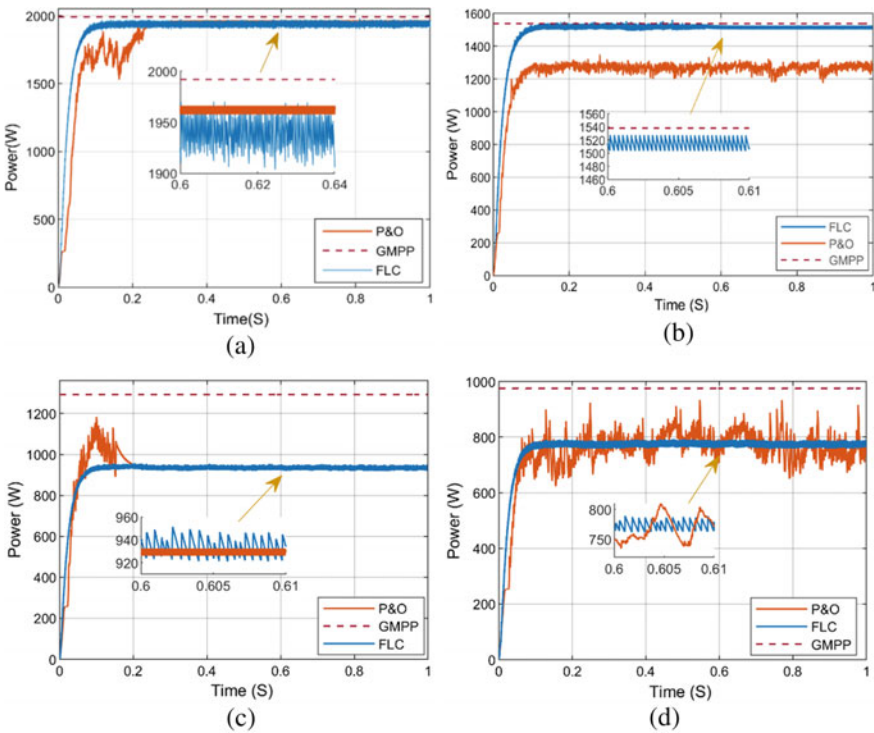 2000
1500
1000
500
0
Power(W)
2000
1950
1900
0.6 0.62 0.64
P&O
GMPP
FLC
0 0.2 0.4 0.6 0.8 1
Time(S)
(a)
1600
1400
1200
1000
800
600
400
200
0
Power (W)
1560
1540
1520
1500
1480
1460
0.6 0.605 0.61
FLC
P&O
GMPP
0 0.2 0.4 0.6 0.8 1
Time (S)
(b)
1200
1000
800
600
400
200
0
Power (W)
960
940
920
0.6 0.605 0.61
P&O
GMPP
FLC
0 0.2 0.4 0.6 0.8 1
Time (S)
(c)
1000
800
600
400
200
0
Power (W)
800
750
0.6 0.605 0.61
P&O
FLC
GMPP
0 0.2 0.4 0.6 0.8 1
Time (S)
(d)